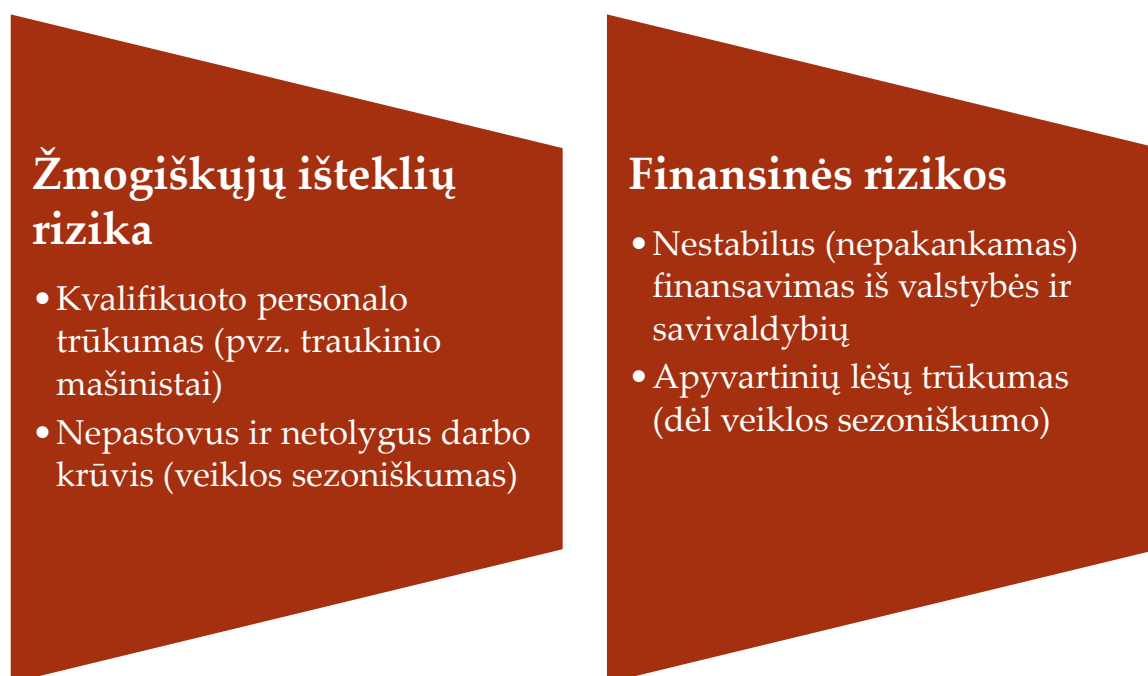 Žmogiškųjų išteklių
rizika
•Kvalifikuoto personalo
trūkumas (pvz. traukinio
mašinistai)
•Nepastovus ir netolygus darbo
krūvis (veiklos sezoniškumas)
Finansinės rizikos
•Nestabilus (nepakankamas)
finansavimas iš valstybės ir
savivaldybių
•Apyvartinių lėšų trūkumas
(dėl veiklos sezoniškumo)